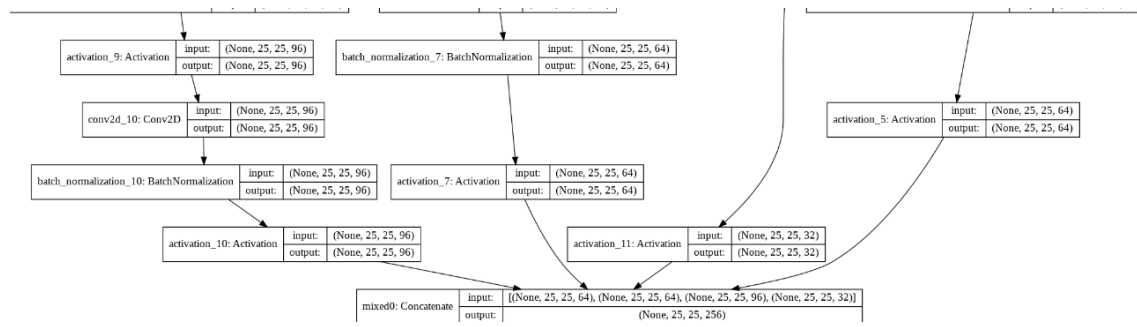 activation_9: Activation input: (None, 25, 25, 96)
output: (None, 25, 25, 96)
batch_normalization_7: BatchNormalization input: (None, 25, 25, 64)
output: (None, 25, 25, 64)
conv2d_10: Conv2D input: (None, 25, 25, 96)
output: (None, 25, 25, 96)
activation_5: Activation input: (None, 25, 25, 64)
output: (None, 25, 25, 64)
batch_normalization_10: BatchNormalization input: (None, 25, 25, 96)
output: (None, 25, 25, 96)
activation_7: Activation input: (None, 25, 25, 64)
output: (None, 25, 25, 64)
activation_10: Activation input: (None, 25, 25, 96)
output: (None, 25, 25, 96)
activation_11: Activation input: (None, 25, 25, 32)
output: (None, 25, 25, 32)
mixed0: Concatenate input: [(None, 25, 25, 64), (None, 25, 25, 64), (None, 25, 25, 96), (None, 25, 25, 32)]
output: (None, 25, 25, 256)